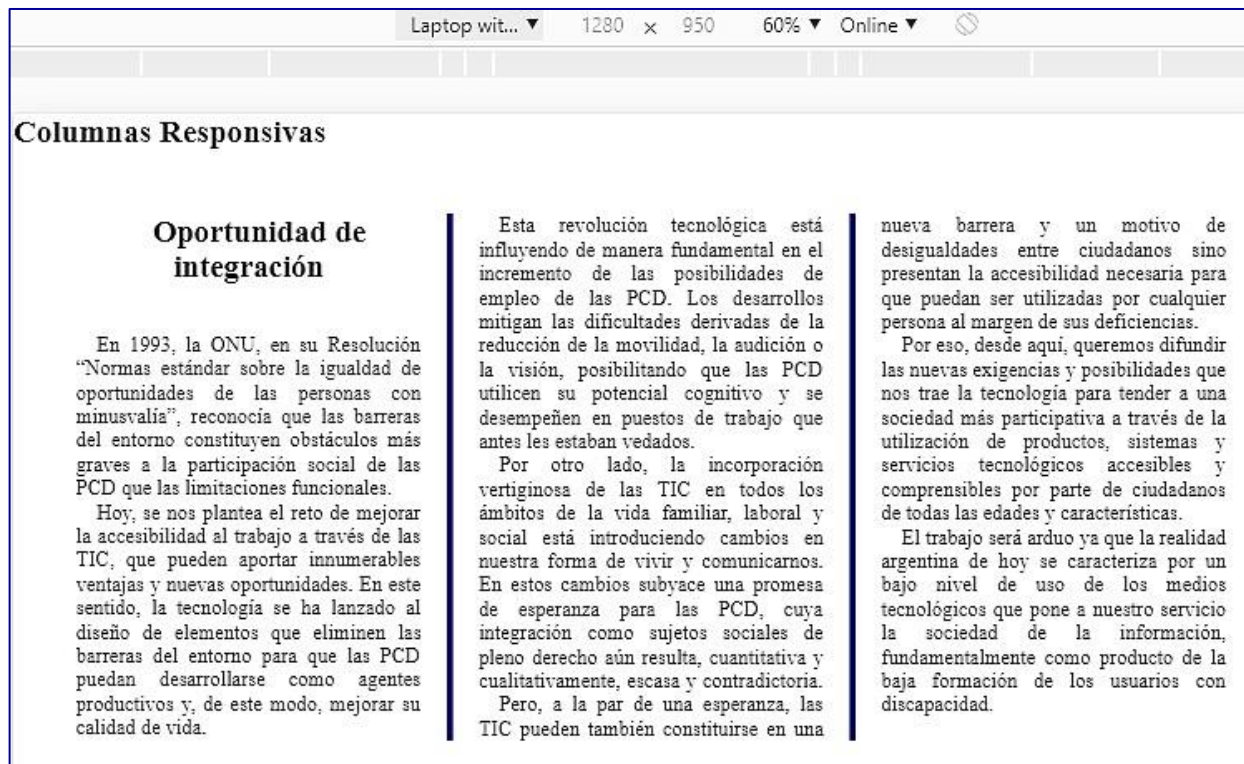 Laptop wit... ▼ 1280 × 950 60% ▼ Online ▼
Columnas Responsivas
Oportunidad de
integración
En 1993, la ONU, en su Resolución
“Normas estándar sobre la igualdad de
oportunidades de las personas con
minusvalía”, reconocía que las barreras
del entorno constituyen obstáculos más
graves a la participación social de las
PCD que las limitaciones funcionales.
Hoy, se nos plantea el reto de mejorar
la accesibilidad al trabajo a través de las
TIC, que pueden aportar innumerables
ventajas y nuevas oportunidades. En este
sentido, la tecnología se ha lanzado al
diseño de elementos que eliminen las
barreras del entorno para que las PCD
puedan desarrollarse como agentes
productivos y, de este modo, mejorar su
calidad de vida.
Esta revolución tecnológica está
influyendo de manera fundamental en el
incremento de las posibilidades de
empleo de las PCD. Los desarrollos
mitigan las dificultades derivadas de la
reducción de la movilidad, la audición o
la visión, posibilitando que las PCD
utilicen su potencial cognitivo y se
desempeñen en puestos de trabajo que
antes les estaban vedados.
Por otro lado, la incorporación
vertiginosa de las TIC en todos los
ámbitos de la vida familiar, laboral y
social está introduciendo cambios en
nuestra forma de vivir y comunicarnos.
En estos cambios subyace una promesa
de esperanza para las PCD, cuya
integración como sujetos sociales de
pleno derecho aún resulta, cuantitativa y
cualitativamente, escasa y contradictoria.
Pero, a la par de una esperanza, las
TIC pueden también constituirse en una
nueva barrera y un motivo de
desigualdades entre ciudadanos sino
presentan la accesibilidad necesaria para
que puedan ser utilizadas por cualquier
persona al margen de sus deficiencias.
Por eso, desde aquí, queremos difundir
las nuevas exigencias y posibilidades que
nos trae la tecnología para tender a una
sociedad más participativa a través de la
utilización de productos, sistemas y
servicios tecnológicos accesibles y
comprensibles por parte de ciudadanos
de todas las edades y características.
El trabajo será arduo ya que la realidad
argentina de hoy se caracteriza por un
bajo nivel de uso de los medios
tecnológicos que pone a nuestro servicio
la sociedad de la información,
fundamentalmente como producto de la
baja formación de los usuarios con
discapacidad.